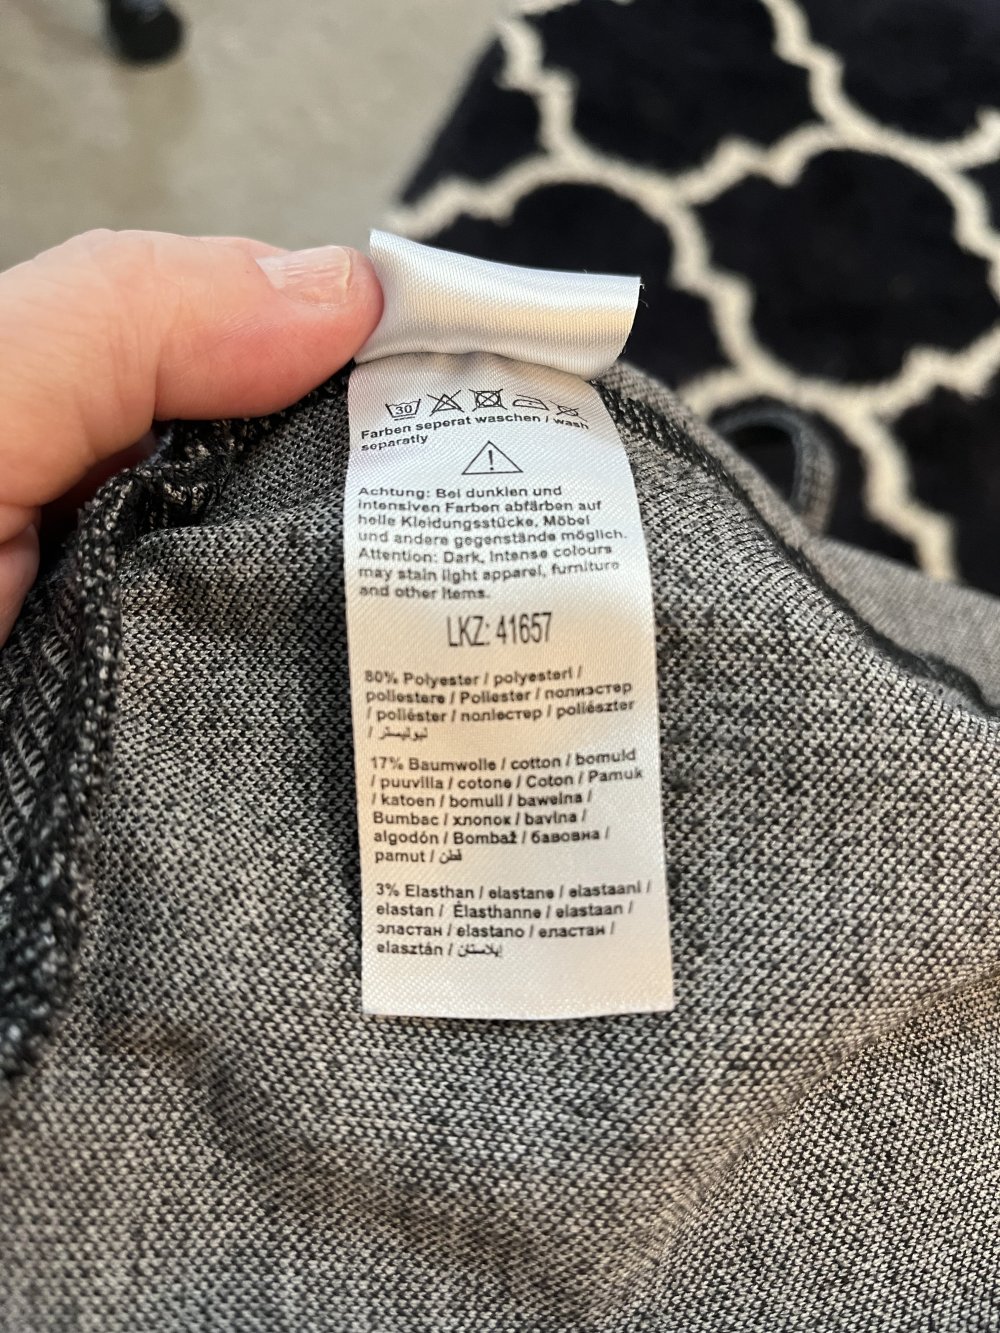 30
Farben seperat waschen / wash
separatly
Achtung: Bei dunklen und
intensiven Farben abfärben auf
helle Kleidungsstücke, Möbel
und andere gegenstände möglich.
Attention: Dark, Intense colours
may stain light apparel, furniture
and other Items.
LKZ: 41657
80% Polyester / polyesteri /
poliestere / Poliester / полиэстер
/ poliéster / поліестер / poliészter
/ ليوليستر
17% Baumwolle / cotton / bomuld
/ puuvilla / cotone / Coton / Pamuk
/ katoen / bomull / bawelna /
Bumbac / хлопок / bavlna /
algodón / Bombaž / бавовна /
pamut / قطن
3% Elasthan / elastane / elastaani /
elastan / Élasthanne / elastaan /
эластан / elastano / еластан /
elasztán / إيلاستان